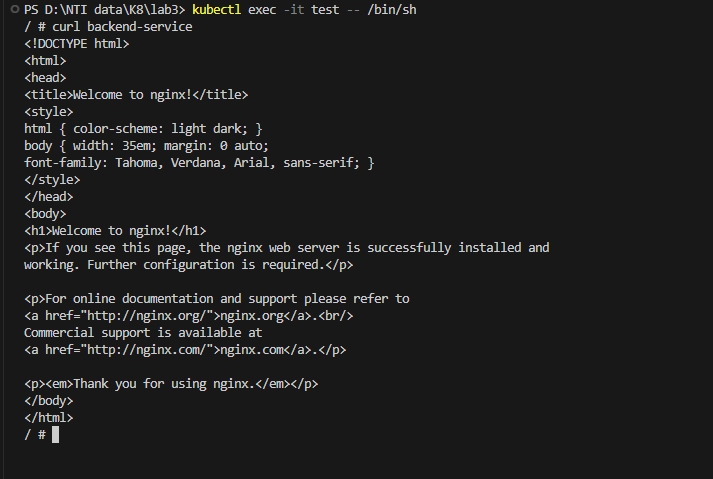 PS D:\NTI data\K8\lab3> kubectl exec -it test -- /bin/sh
/ # curl backend-service
<!DOCTYPE html>
<html>
<head>
<title>Welcome to nginx!</title>
<style>
html { color-scheme: light dark; }
body { width: 35em; margin: 0 auto;
font-family: Tahoma, Verdana, Arial, sans-serif; }
</style>
</head>
<body>
<h1>Welcome to nginx!</h1>
<p>If you see this page, the nginx web server is successfully installed and
working. Further configuration is required.</p>

<p>For online documentation and support please refer to
<a href="http://nginx.org/">nginx.org</a>.<br/>
Commercial support is available at
<a href="http://nginx.com/">nginx.com</a>.</p>

<p><em>Thank you for using nginx.</em></p>
</body>
</html>
/ #